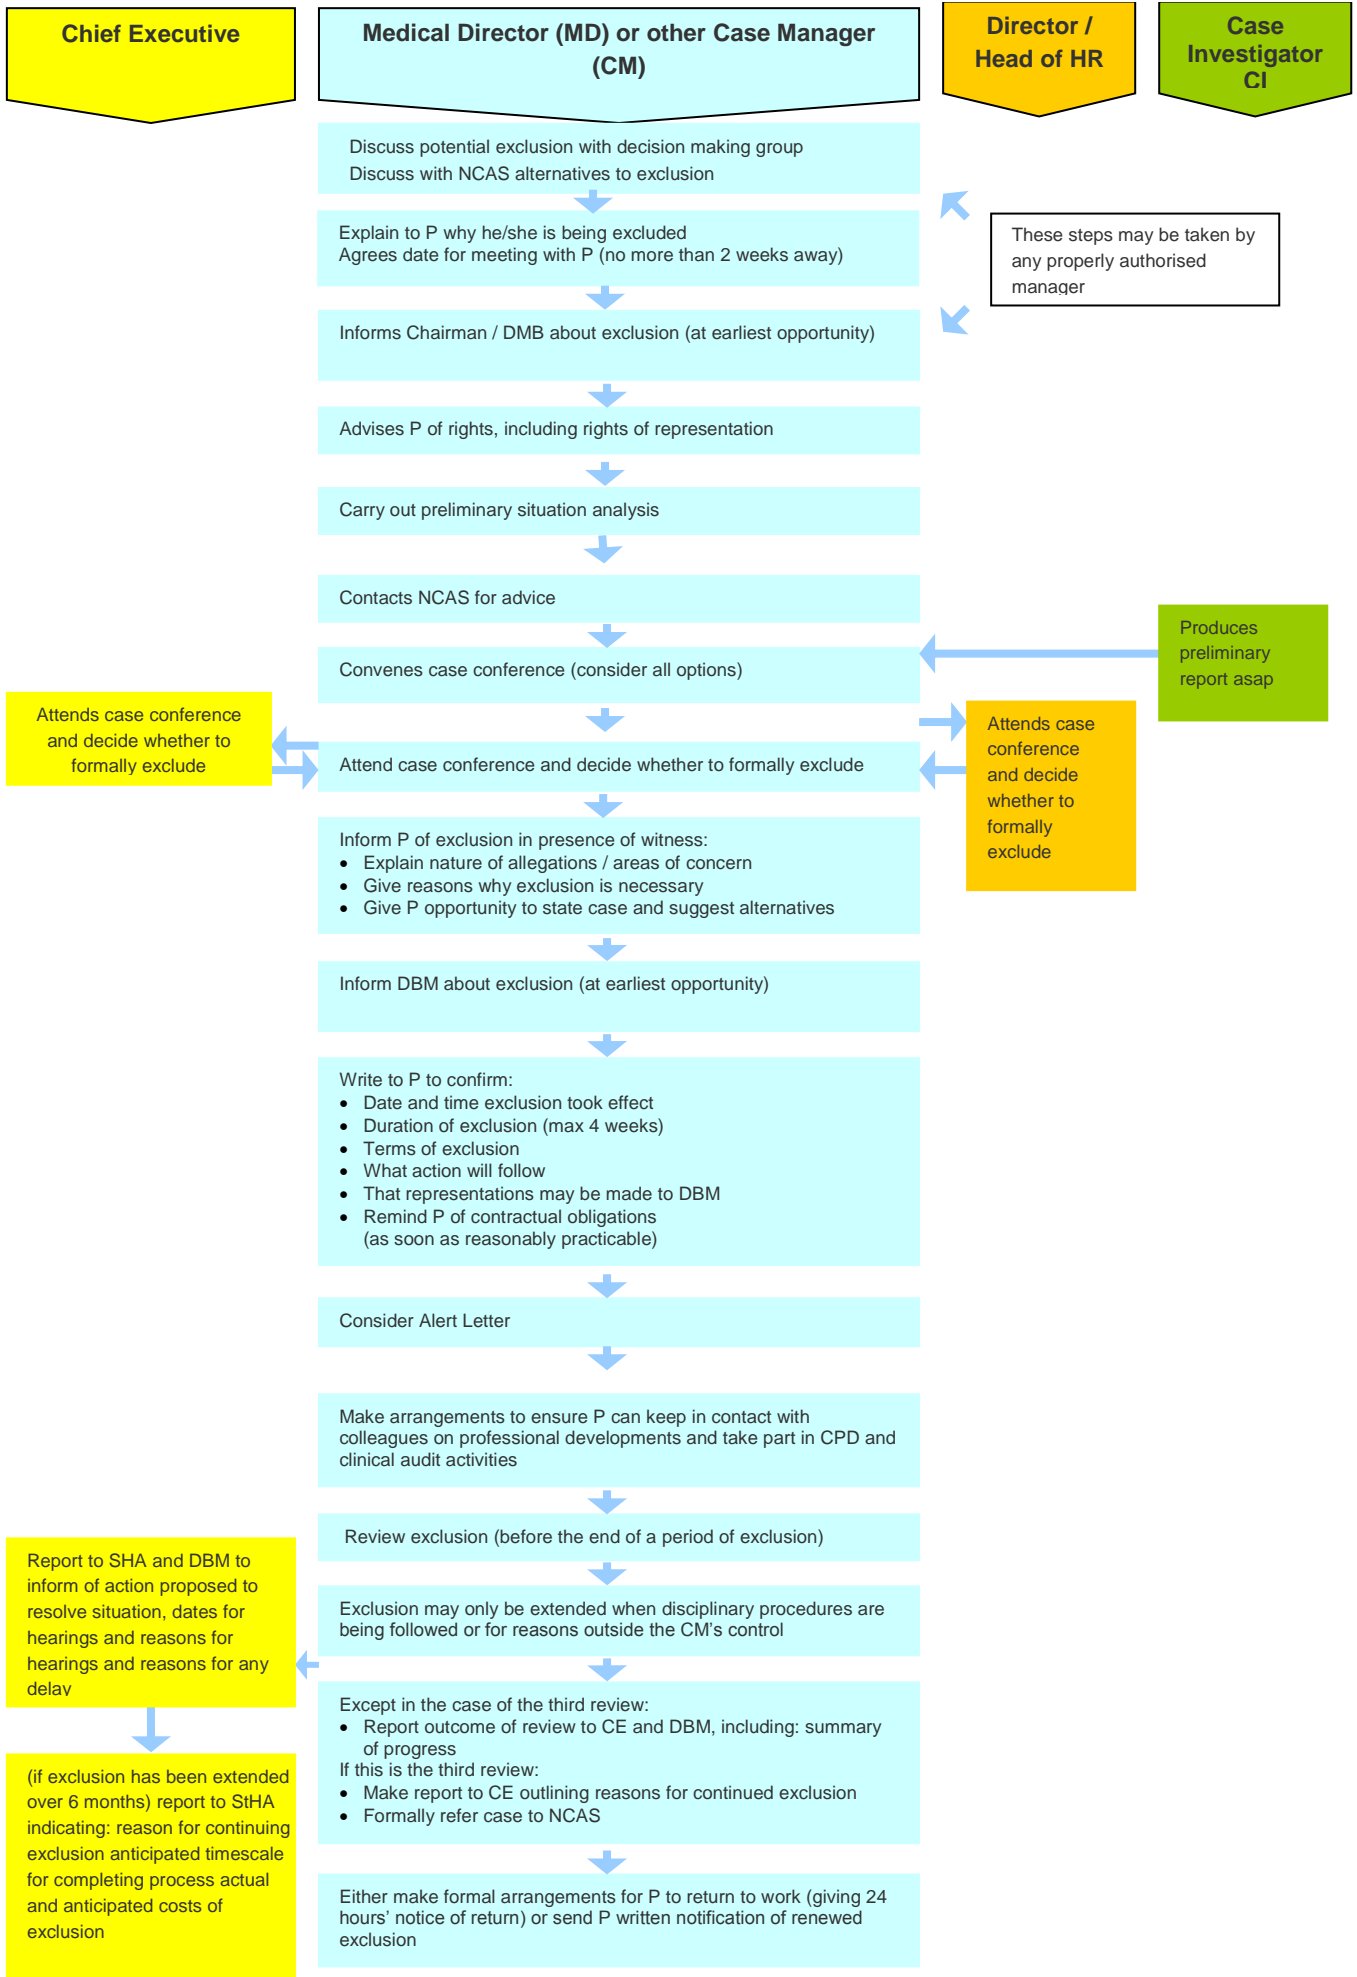 Chief Executive
Medical Director (MD) or other Case Manager
(CM)
Director /
Head of HR
Case
Investigator
CI
Discuss potential exclusion with decision making group
Discuss with NCAS alternatives to exclusion
Explain to P why he/she is being excluded
Agrees date for meeting with P (no more than 2 weeks away)
These steps may be taken by
any properly authorised
manager
Informs Chairman / DMB about exclusion (at earliest opportunity)
Advises P of rights, including rights of representation
Carry out preliminary situation analysis
Contacts NCAS for advice
Produces
preliminary
report asap
Convenes case conference (consider all options)
Attends case conference
and decide whether to
formally exclude
Attend case conference and decide whether to formally exclude
Attends case
conference
and decide
whether to
formally
exclude
Inform P of exclusion in presence of witness:
• Explain nature of allegations / areas of concern
• Give reasons why exclusion is necessary
• Give P opportunity to state case and suggest alternatives
Inform DBM about exclusion (at earliest opportunity)
Write to P to confirm:
• Date and time exclusion took effect
• Duration of exclusion (max 4 weeks)
• Terms of exclusion
• What action will follow
• That representations may be made to DBM
• Remind P of contractual obligations
(as soon as reasonably practicable)
Consider Alert Letter
Make arrangements to ensure P can keep in contact with
colleagues on professional developments and take part in CPD and
clinical audit activities
Review exclusion (before the end of a period of exclusion)
Report to SHA and DBM to
inform of action proposed to
resolve situation, dates for
hearings and reasons for
hearings and reasons for any
delay
Exclusion may only be extended when disciplinary procedures are
being followed or for reasons outside the CM's control
Except in the case of the third review:
• Report outcome of review to CE and DBM, including: summary
of progress
If this is the third review:
• Make report to CE outlining reasons for continued exclusion
• Formally refer case to NCAS
(if exclusion has been extended
over 6 months) report to StHA
indicating: reason for continuing
exclusion anticipated timescale
for completing process actual
and anticipated costs of
exclusion
Either make formal arrangements for P to return to work (giving 24
hours' notice of return) or send P written notification of renewed
exclusion